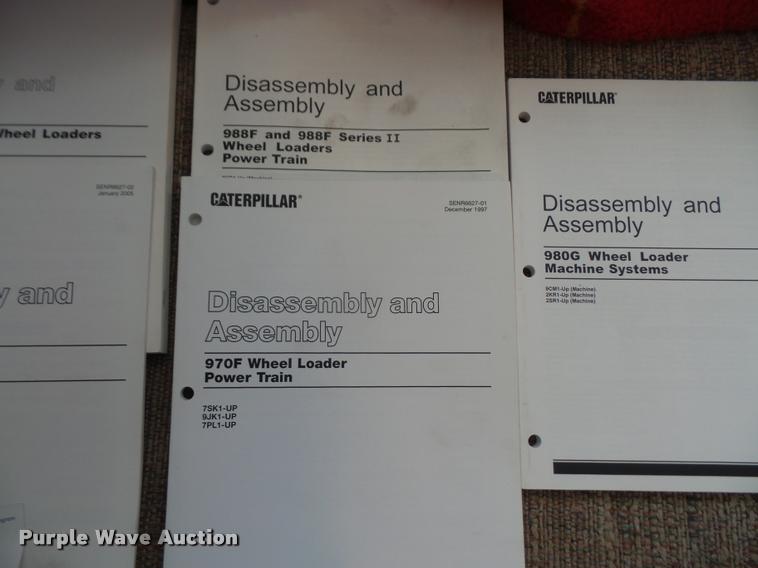 y and
Wheel Loaders
SENR6627-02
January 2005
y and
Disassembly and
Assembly
988F and 988F Series II
Wheel Loaders
Power Train
CATERPILLAR®
SENR6627-01
December 1997
Disassembly and
Assembly
970F Wheel Loader
Power Train
7SK1-UP
9JK1-UP
7PL1-UP
CATERPILLAR®
Disassembly and
Assembly
980G Wheel Loader
Machine Systems
9CM1-Up (Machine)
2KR1-Up (Machine)
2SR1-Up (Machine)
Purple Wave Auction